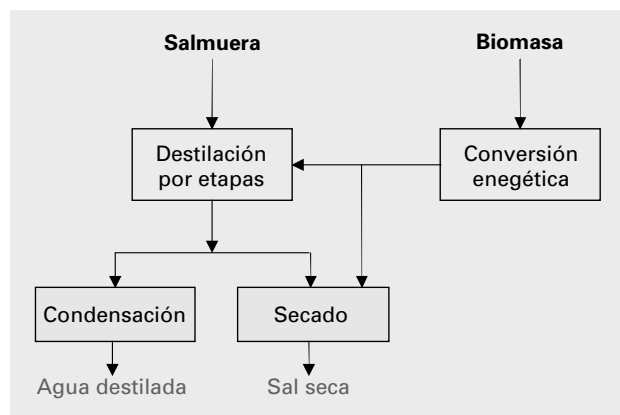 Salmuera
Biomasa
Destilación
por etapas
Conversión
enegética
Condensación
Secado
Agua destilada
Sal seca